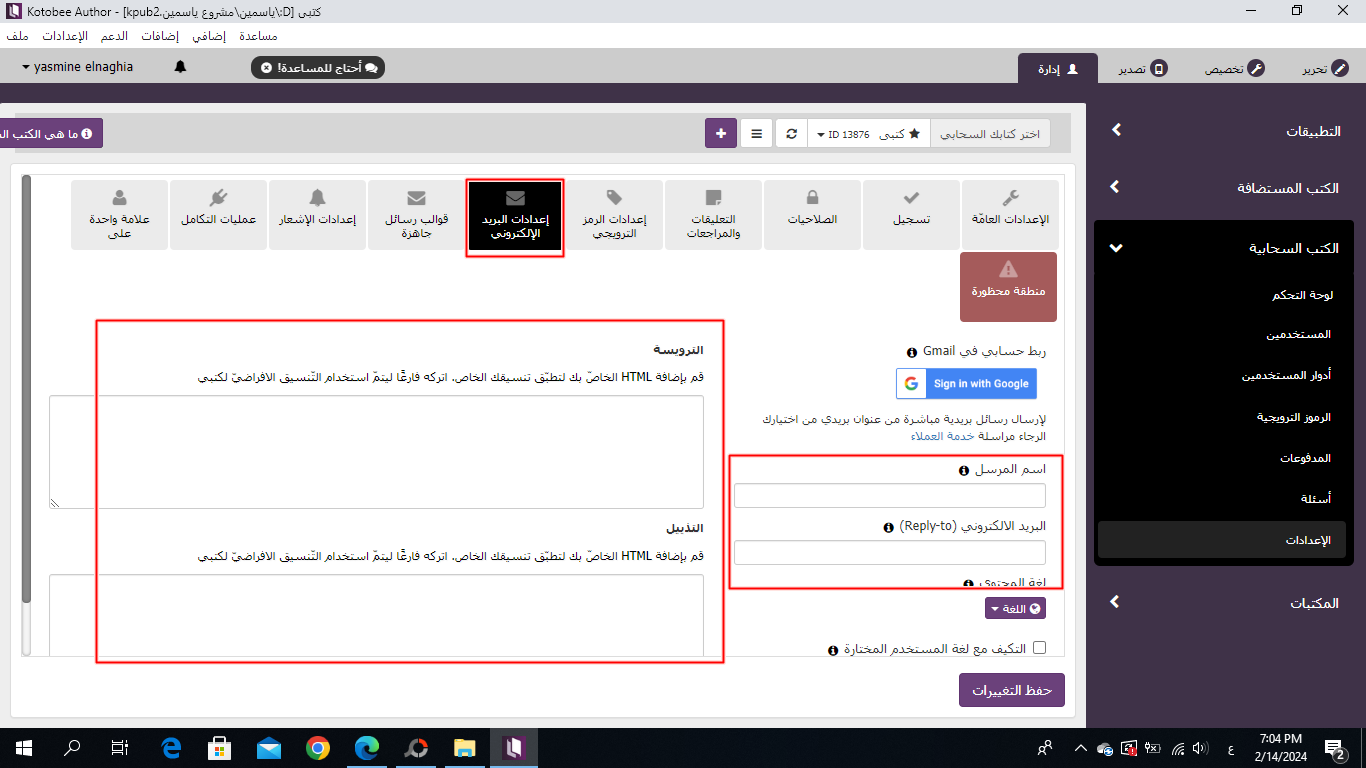 Kotobee Author - [D:\ياسمين\مشروع ياسمين.kpub2] كتبى
ملف الإعدادات الدعم إضافات إضافي مساعدة
تحرير تخصيص تصدير إدارة
أحتاج للمساعدة!
yasmine elnaghia
التطبيقات
الكتب المستضافة
الكتب السحابية
لوحة التحكم
المستخدمين
أدوار المستخدمين
الرموز الترويجية
المدفوعات
أسئلة
الإعدادات
المكتبات
اختر كتابك السحابي
كتبى ID 13876
ما هي الكتب
الإعدادات العامّة
تسجيل
الصلاحيات
التعليقات والمراجعات
إعدادات الرمز الترويجي
إعدادات البريد الإلكتروني
قوالب رسائل جاهزة
إعدادات الإشعار
عمليات التكامل
علامة واحدة على
منطقة محظورة
ربط حسابي في Gmail
Sign in with Google
لإرسال رسائل بريدية مباشرة من عنوان بريدي من اختيارك
الرجاء مراسلة خدمة العملاء
اسم المرسل
البريد الالكتروني (Reply-to)
لغة المحتوى
اللغة
التكيف مع لغة المستخدم المختارة
الترويسة
قم بإضافة HTML الخاصّ بك لتطبّق تنسيقك الخاص. اتركه فارغًا ليتمّ استخدام التّنسيق الافراضيّ لكتبي
التذييل
قم بإضافة HTML الخاصّ بك لتطبّق تنسيقك الخاص. اتركه فارغًا ليتمّ استخدام التّنسيق الافراضيّ لكتبي
حفظ التغييرات
ع
7:04 PM
2/14/2024
2